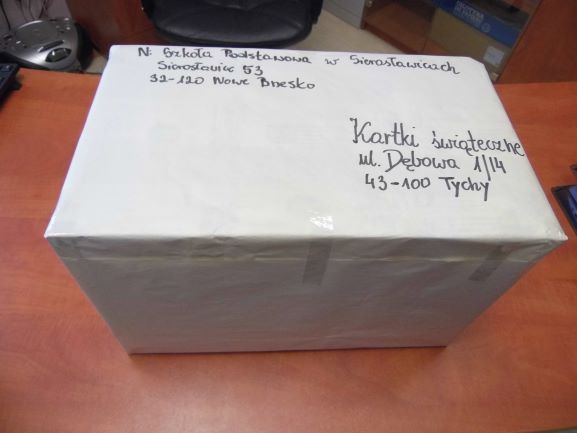 N: Szkoła Podstawowa w Sierosławicach
Sierosławice 53
32-120 Nowe Brzesko
Kartki świąteczne
ul. Dębowa 1/14
43-100 Tychy